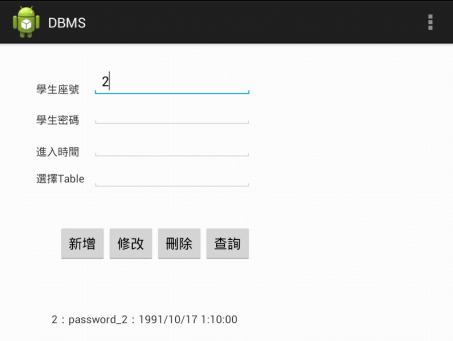 DBMS
學生座號 2
學生密碼
進入時間
選擇Table
新增 修改 刪除 查詢
2：password_2：1991/10/17 1:10:00